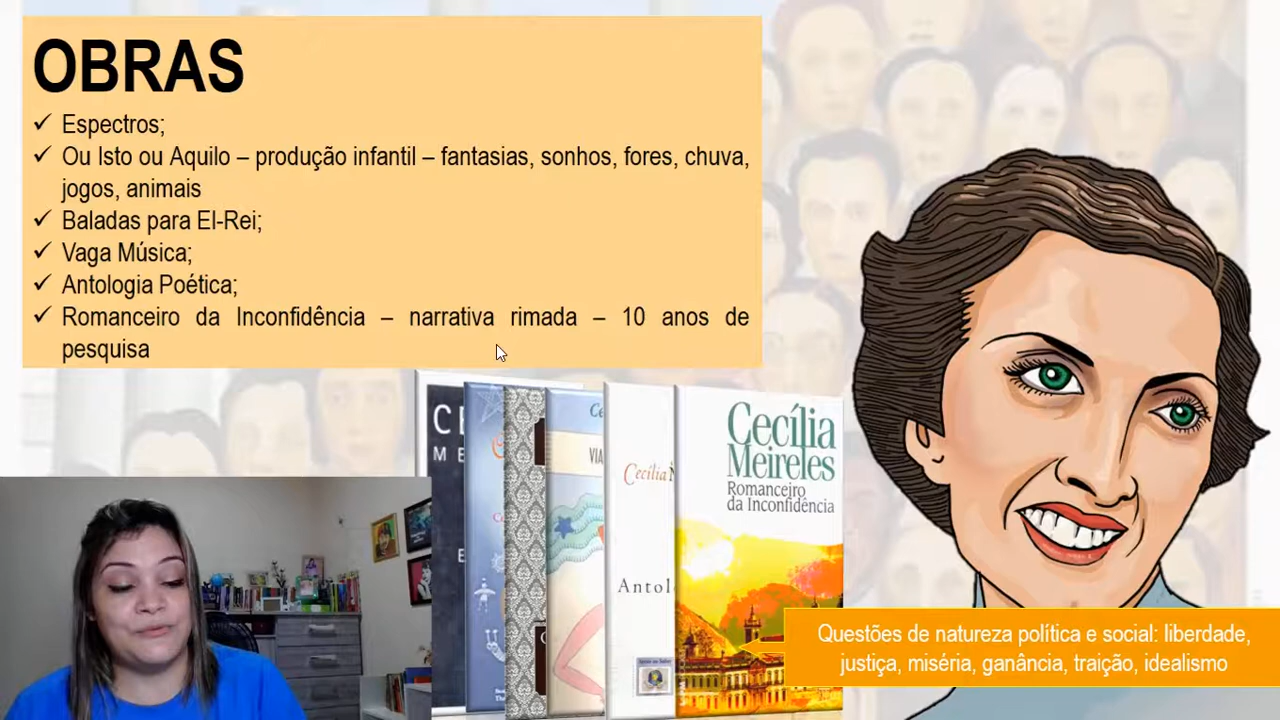 OBRAS
✓ Espectros;
✓ Ou Isto ou Aquilo – produção infantil – fantasias, sonhos, fores, chuva,
jogos, animais
✓ Baladas para El-Rei;
✓ Vaga Música;
✓ Antologia Poética;
✓ Romanceiro da Inconfidência – narrativa rimada – 10 anos de
pesquisa
Cecília
Meireles
Romanceiro
da Inconfidência
Cecília
Questões de natureza política e social: liberdade,
justiça, miséria, ganância, traição, idealismo